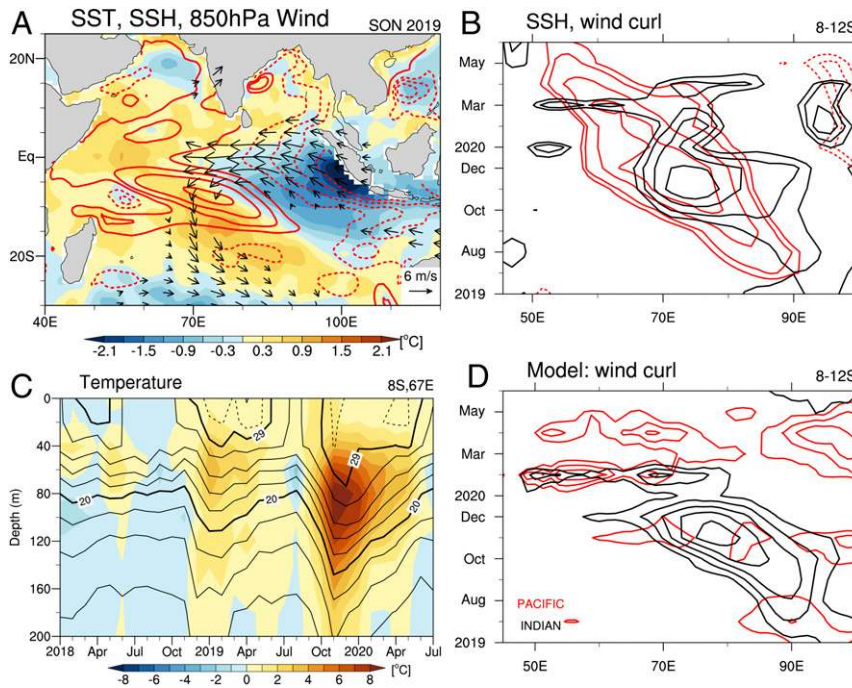 A SST, SSH, 850hPa Wind SON 2019
20N
Eq
20S
40E 70E 100E
6 m/s
-2.1 -1.5 -0.9 -0.3 0.3 0.9 1.5 2.1 [°C]
B SSH, wind curl 8-12S
May
Mar
2020
Dec
Oct
Aug
2019
50E 70E 90E
C Temperature 8S,67E
Depth (m)
0
40
80
120
160
200
29
29
20
20
20
2018 Apr Jul Oct 2019 Apr Jul Oct 2020 Apr Jul
-8 -6 -4 -2 0 2 4 6 8 [°C]
D Model: wind curl 8-12S
May
Mar
2020
Dec
Oct
Aug
2019
PACIFIC
INDIAN
50E 70E 90E